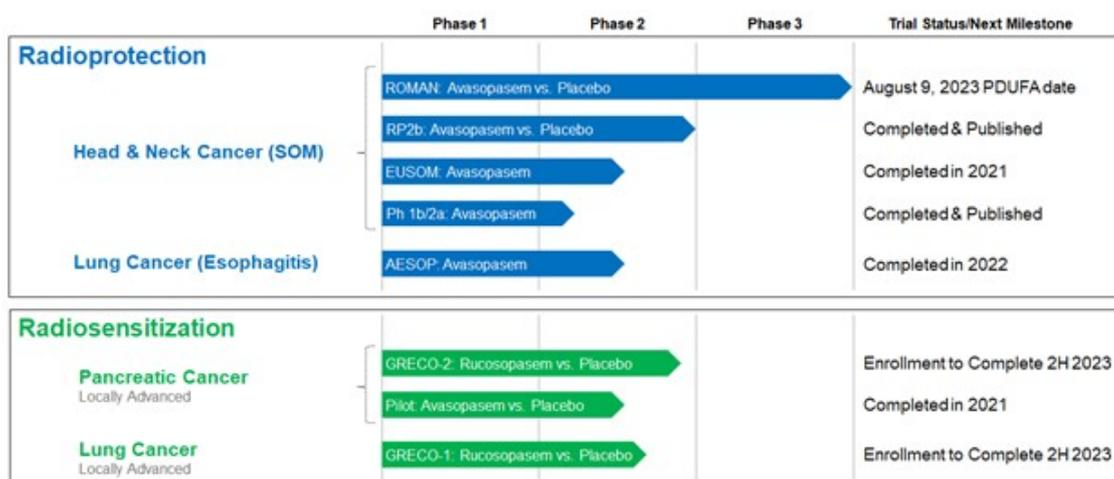 Phase 1 Phase 2 Phase 3 Trial Status/Next Milestone
Radioprotection
ROMAN: Avasopasem vs. Placebo August 9, 2023 PDUFA date
RP2b: Avasopasem vs. Placebo Completed & Published
Head & Neck Cancer (SOM)
EUSOM: Avasopasem Completed in 2021
Ph 1b/2a: Avasopasem Completed & Published
Lung Cancer (Esophagitis) AESOP: Avasopasem Completed in 2022
Radiosensitization
GRECO-2: Rucosopasem vs. Placebo Enrollment to Complete 2H 2023
Pancreatic Cancer
Locally Advanced
Pilot: Avasopasem vs. Placebo Completed in 2021
Lung Cancer GRECO-1: Rucosopasem vs. Placebo Enrollment to Complete 2H 2023
Locally Advanced